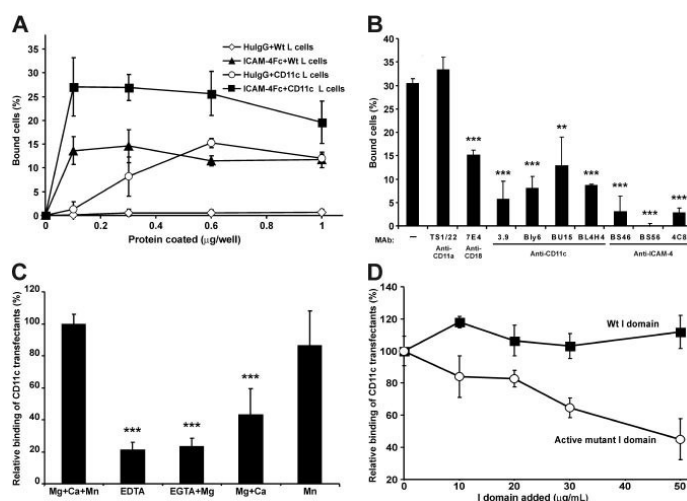 A
HuIgG+Wt L cells
ICAM-4Fc+Wt L cells
HuIgG+CD11c L cells
ICAM-4Fc+CD11c L cells
Bound cells (%)
35
30
25
20
15
10
5
0
0 0.2 0.4 0.6 0.8 1
Protein coated (μg/well)
B
Bound cells (%)
40
35
30
25
20
15
10
5
0
*** *** *** ** *** *** *** ***
MAb: – TS1/22 7E4 3.9 Bly6 BU15 BL4H4 BS46 BS56 4C8
Anti-CD11a Anti-CD18 Anti-CD11c Anti-ICAM-4
C
Relative binding of CD11c transfectants (%)
120
100
80
60
40
20
0
*** *** ***
Mg+Ca+Mn EDTA EGTA+Mg Mg+Ca Mn
D
Relative binding of CD11c transfectants (%)
140
120
100
80
60
40
20
0
Wt I domain
Active mutant I domain
0 10 20 30 40 50
I domain added (μg/mL)